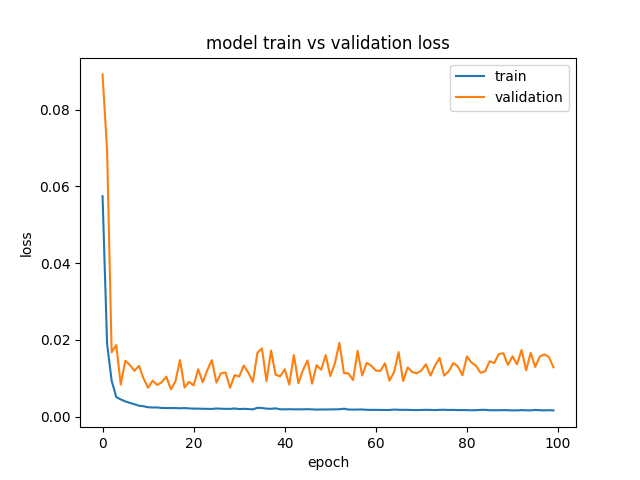 model train vs validation loss
train
validation
loss
0.08
0.06
0.04
0.02
0.00
0
20
40
60
80
100
epoch